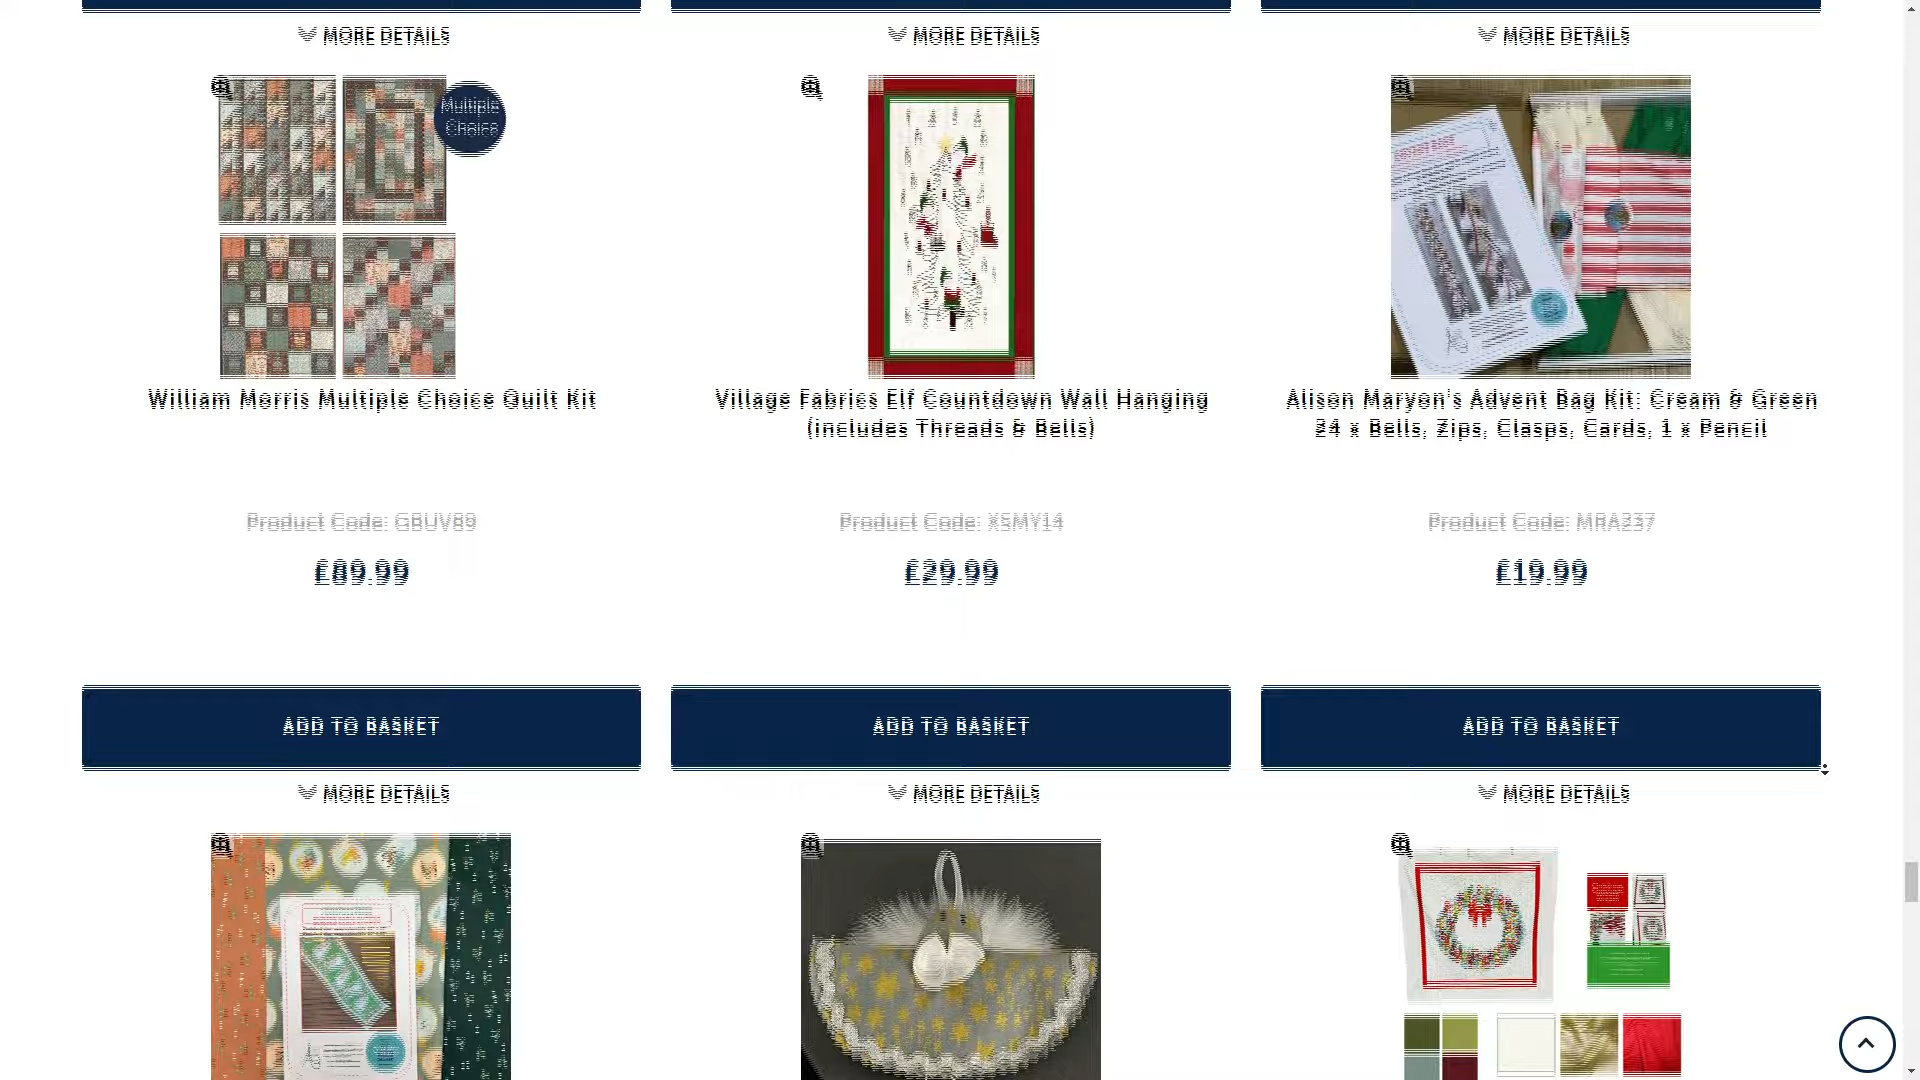 MORE DETAILS
MORE DETAILS
MORE DETAILS
Multiple
Choice
William Morris Multiple Choice Quilt Kit
Village Fabrics Elf Countdown Wall Hanging
(includes Threads & Bells)
Alison Maryon's Advent Bag Kit: Cream & Green
24 x Bells, Zips, Clasps, Cards, 1 x Pencil
Product Code: GBUV89
Product Code: XSMY14
Product Code: MRA237
£89.99
£29.99
£19.99
ADD TO BASKET
ADD TO BASKET
ADD TO BASKET
MORE DETAILS
MORE DETAILS
MORE DETAILS